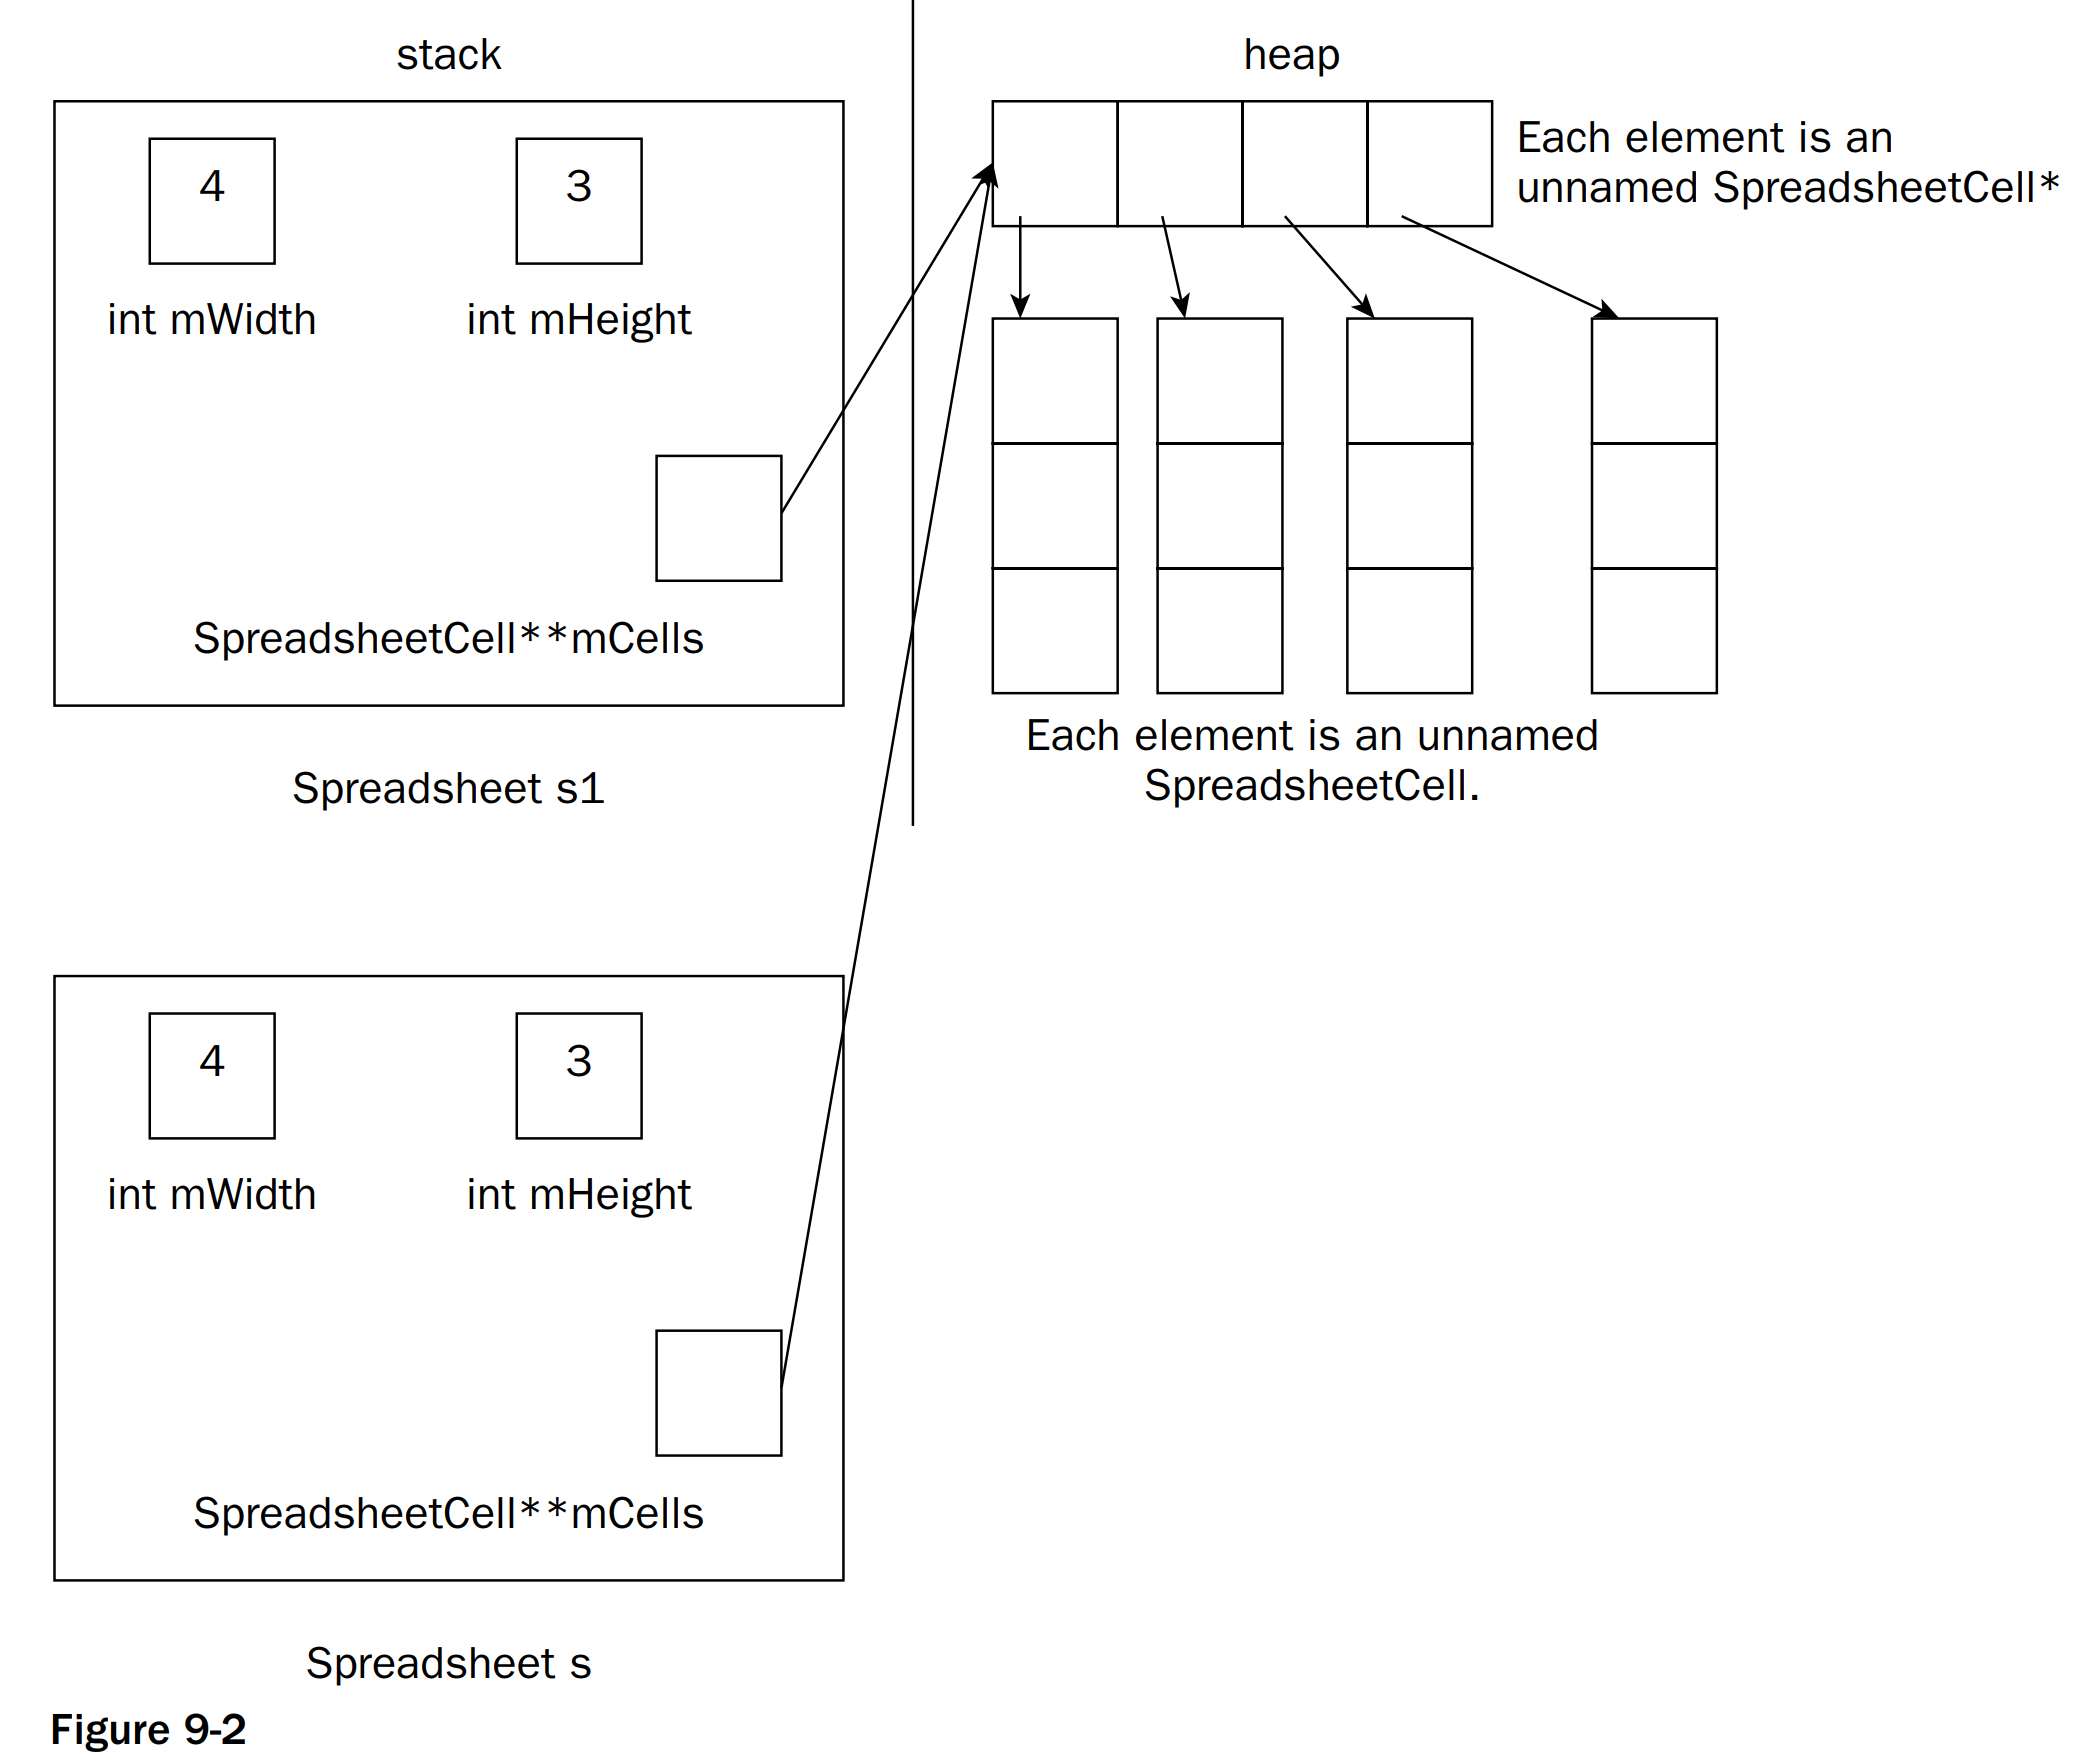 stack
heap
4
3
int mWidth
int mHeight
SpreadsheetCell**mCells
Spreadsheet s1
Each element is an
unnamed SpreadsheetCell*
Each element is an unnamed
SpreadsheetCell.
4
3
int mWidth
int mHeight
SpreadsheetCell**mCells
Spreadsheet s
Figure 9-2